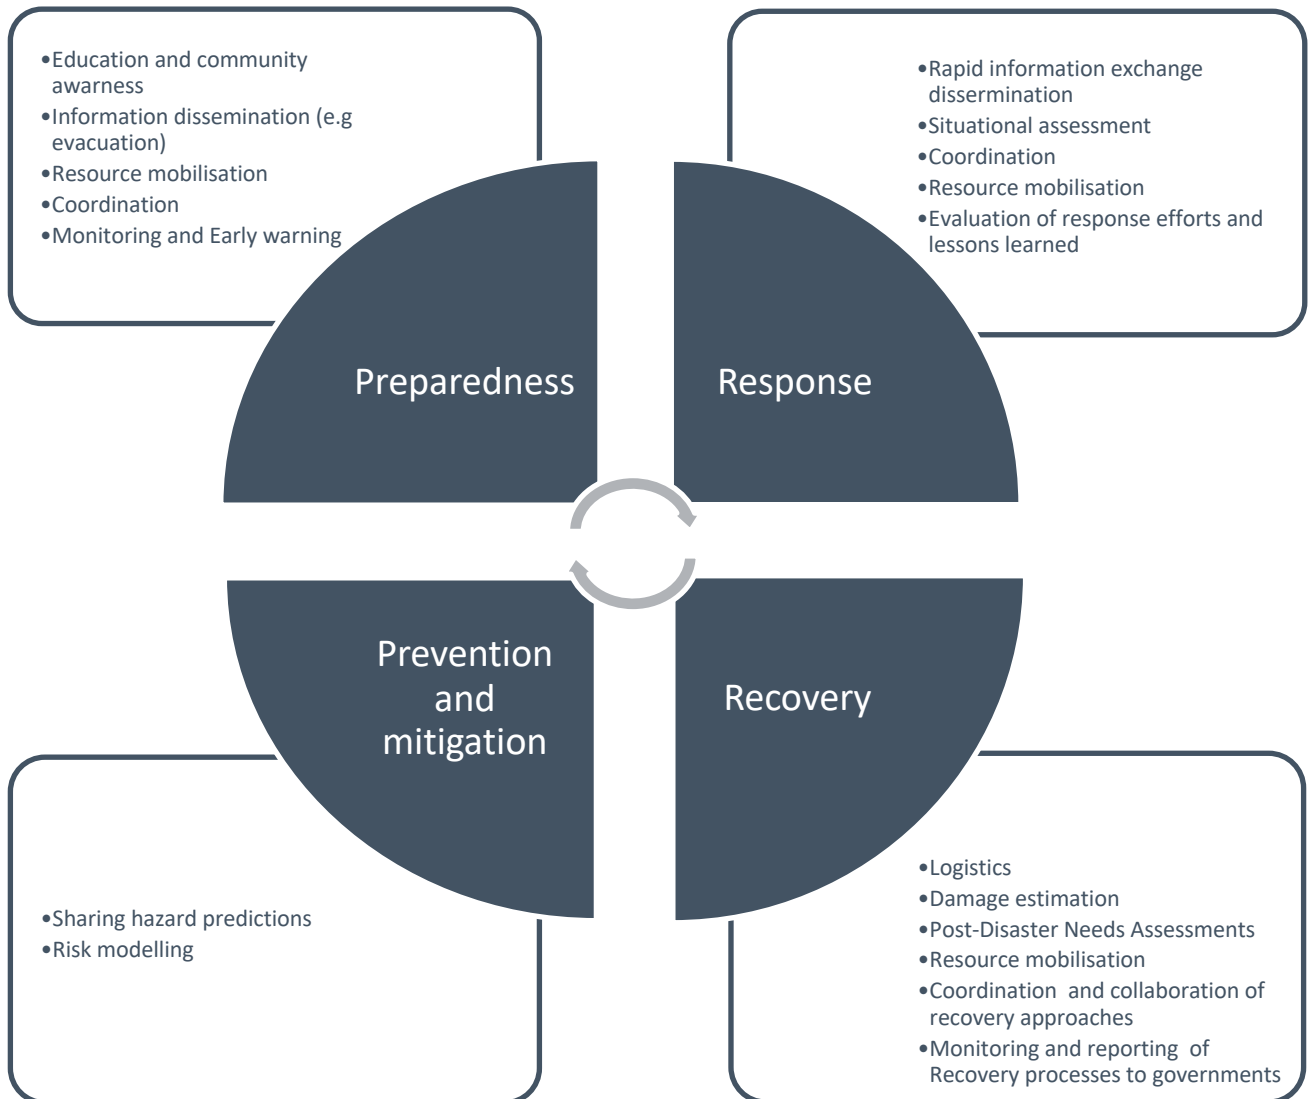 •Education and community
awarness
•Information dissemination (e.g
evacuation)
•Resource mobilisation
•Coordination
•Monitoring and Early warning
•Rapid information exchange
dissermination
•Situational assessment
•Coordination
•Resource mobilisation
•Evaluation of response efforts and
lessons learned
Preparedness
Response
Prevention
and
mitigation
Recovery
•Sharing hazard predictions
•Risk modelling
•Logistics
•Damage estimation
•Post-Disaster Needs Assessments
•Resource mobilisation
•Coordination  and collaboration of
recovery approaches
•Monitoring and reporting  of
Recovery processes to governments